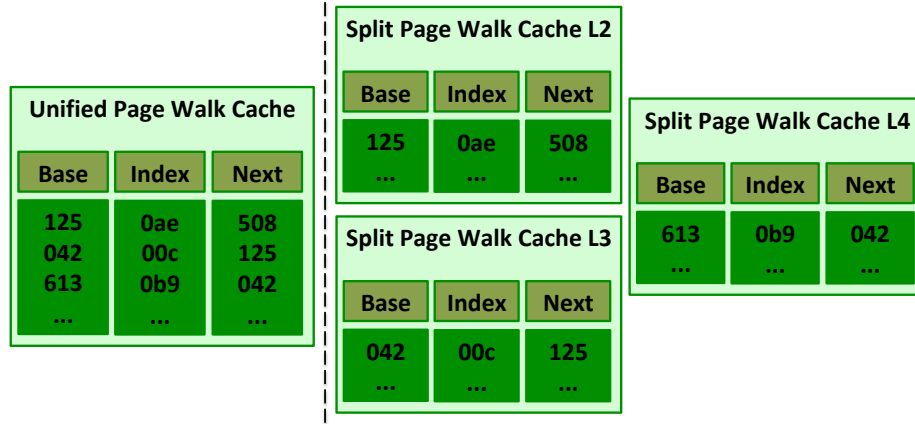 Unified Page Walk Cache
Base Index Next
125 0ae 508
042 00c 125
613 0b9 042
... ... ...
Split Page Walk Cache L2
Base Index Next
125 0ae 508
... ... ...
Split Page Walk Cache L3
Base Index Next
042 00c 125
... ... ...
Split Page Walk Cache L4
Base Index Next
613 0b9 042
... ... ...